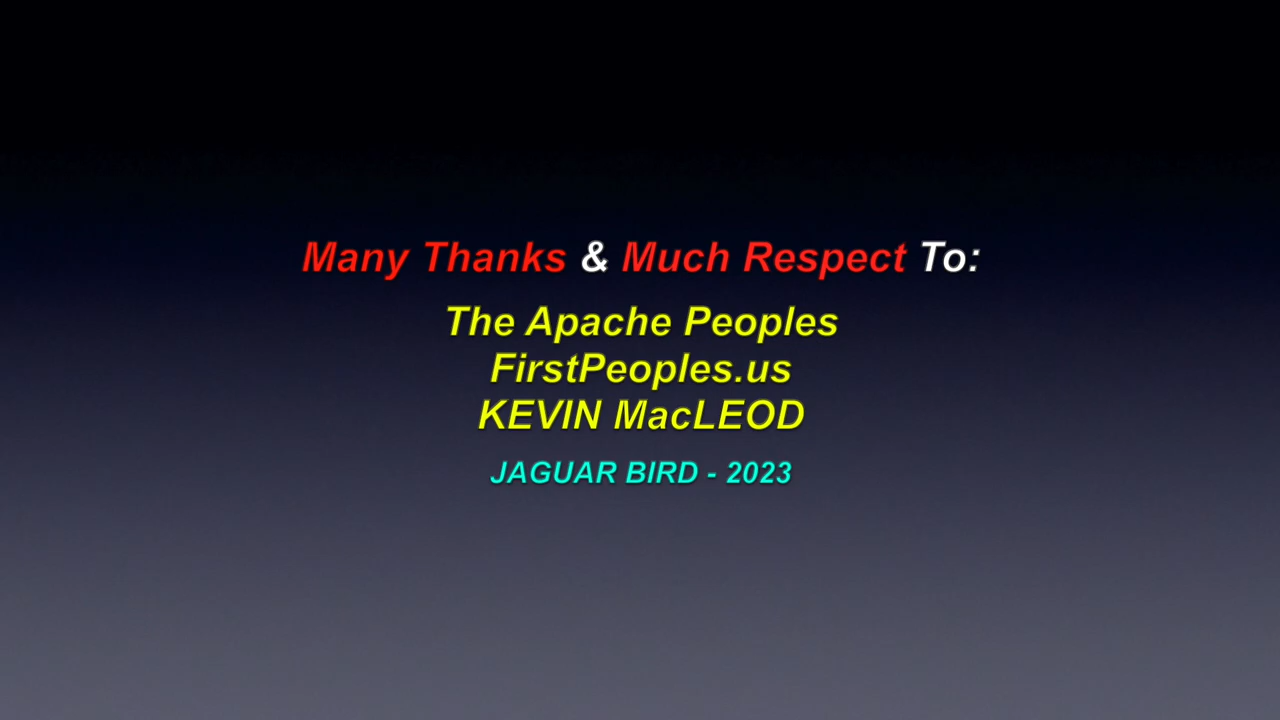 Many Thanks & Much Respect To:
The Apache Peoples
FirstPeoples.us
KEVIN MacLEOD
JAGUAR BIRD - 2023